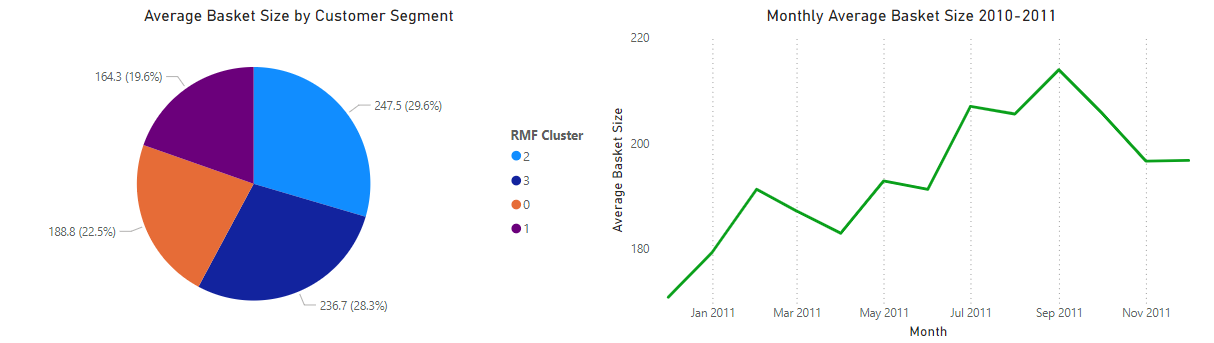 Average Basket Size by Customer Segment
164.3 (19.6%)
247.5 (29.6%)
188.8 (22.5%)
236.7 (28.3%)
RMF Cluster
2
3
0
1
Monthly Average Basket Size 2010-2011
Average Basket Size
220
200
180
Jan 2011 Mar 2011 May 2011 Jul 2011 Sep 2011 Nov 2011
Month